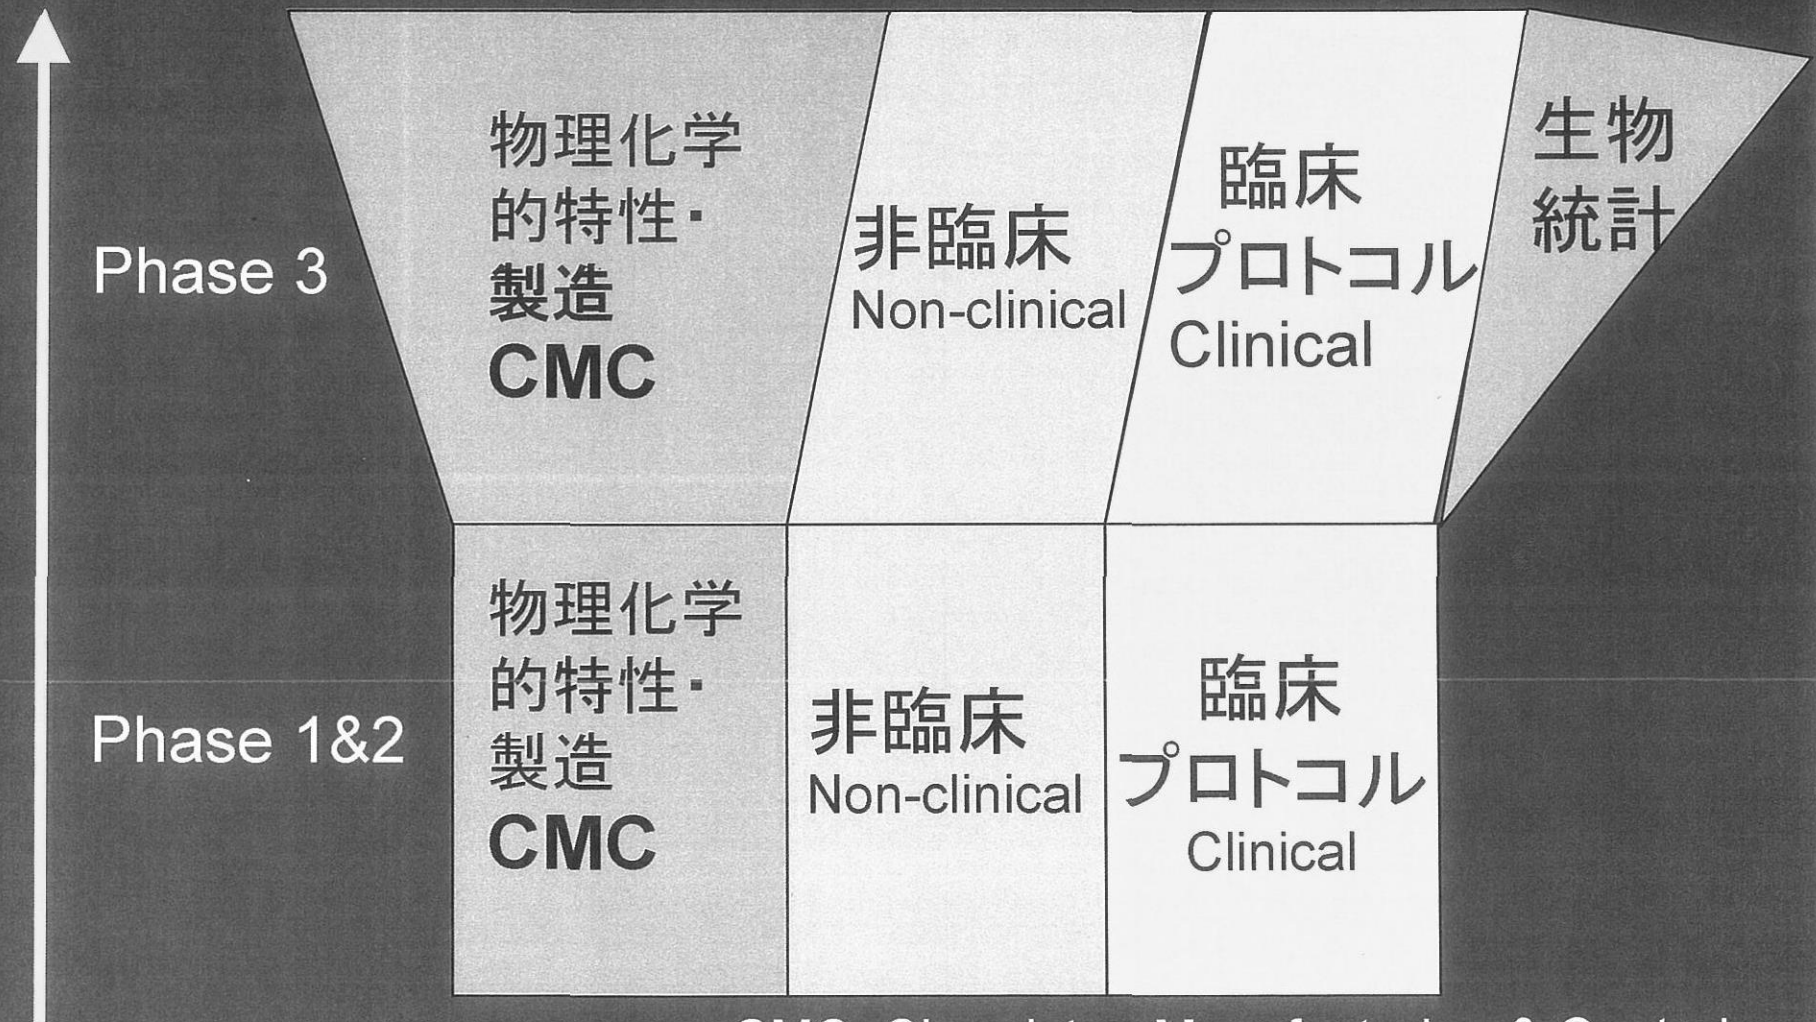 Phase 3
物理化学
的特性・
製造
CMC
非臨床
Non-clinical
臨床
プロトコル
Clinical
生物
統計
Phase 1&2
物理化学
的特性・
製造
CMC
非臨床
Non-clinical
臨床
プロトコル
Clinical